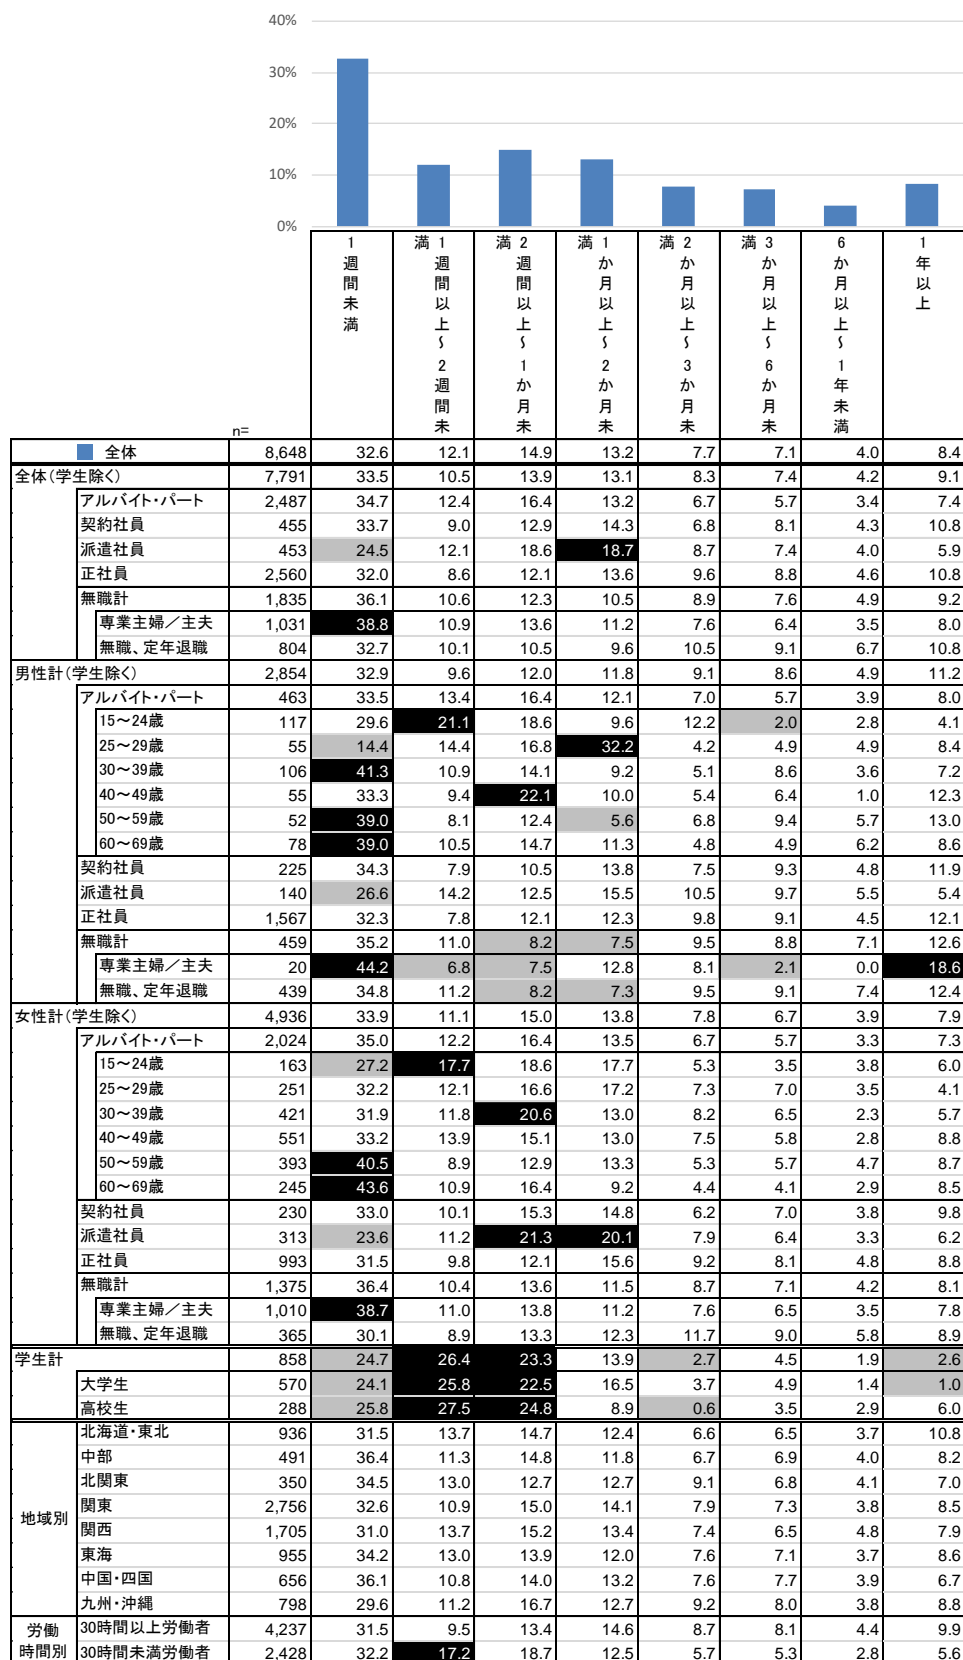 40%
30%
20%
10%
0%
1週間未満
満1週間以上~2週間未
満2週間以上~1か月未
満1か月以上~2か月未
満2か月以上~3か月未
満3か月以上~6か月未
6か月以上~1年未満
1年以上
n=
全体 8,648 32.6 12.1 14.9 13.2 7.7 7.1 4.0 8.4
全体(学生除く) 7,791 33.5 10.5 13.9 13.1 8.3 7.4 4.2 9.1
アルバイト・パート 2,487 34.7 12.4 16.4 13.2 6.7 5.7 3.4 7.4
契約社員 455 33.7 9.0 12.9 14.3 6.8 8.1 4.3 10.8
派遣社員 453 24.5 12.1 18.6 18.7 8.7 7.4 4.0 5.9
正社員 2,560 32.0 8.6 12.1 13.6 9.6 8.8 4.6 10.8
無職計 1,835 36.1 10.6 12.3 10.5 8.9 7.6 4.9 9.2
専業主婦/主夫 1,031 38.8 10.9 13.6 11.2 7.6 6.4 3.5 8.0
無職、定年退職 804 32.7 10.1 10.5 9.6 10.5 9.1 6.7 10.8
男性計(学生除く) 2,854 32.9 9.6 12.0 11.8 9.1 8.6 4.9 11.2
アルバイト・パート 463 33.5 13.4 16.4 12.1 7.0 5.7 3.9 8.0
15~24歳 117 29.6 21.1 18.6 9.6 12.2 2.0 2.8 4.1
25~29歳 55 14.4 14.4 16.8 32.2 4.2 4.9 4.9 8.4
30~39歳 106 41.3 10.9 14.1 9.2 5.1 8.6 3.6 7.2
40~49歳 55 33.3 9.4 22.1 10.0 5.4 6.4 1.0 12.3
50~59歳 52 39.0 8.1 12.4 5.6 6.8 9.4 5.7 13.0
60~69歳 78 39.0 10.5 14.7 11.3 4.8 4.9 6.2 8.6
契約社員 225 34.3 7.9 10.5 13.8 7.5 9.3 4.8 11.9
派遣社員 140 26.6 14.2 12.5 15.5 10.5 9.7 5.5 5.4
正社員 1,567 32.3 7.8 12.1 12.3 9.8 9.1 4.5 12.1
無職計 459 35.2 11.0 8.2 7.5 9.5 8.8 7.1 12.6
専業主婦/主夫 20 44.2 6.8 7.5 12.8 8.1 2.1 0.0 18.6
無職、定年退職 439 34.8 11.2 8.2 7.3 9.5 9.1 7.4 12.4
女性計(学生除く) 4,936 33.9 11.1 15.0 13.8 7.8 6.7 3.9 7.9
アルバイト・パート 2,024 35.0 12.2 16.4 13.5 6.7 5.7 3.3 7.3
15~24歳 163 27.2 17.7 18.6 17.7 5.3 3.5 3.8 6.0
25~29歳 251 32.2 12.1 16.6 17.2 7.3 7.0 3.5 4.1
30~39歳 421 31.9 11.8 20.6 13.0 8.2 6.5 2.3 5.7
40~49歳 551 33.2 13.9 15.1 13.0 7.5 5.8 2.8 8.8
50~59歳 393 40.5 8.9 12.9 13.3 5.3 5.7 4.7 8.7
60~69歳 245 43.6 10.9 16.4 9.2 4.4 4.1 2.9 8.5
契約社員 230 33.0 10.1 15.3 14.8 6.2 7.0 3.8 9.8
派遣社員 313 23.6 11.2 21.3 20.1 7.9 6.4 3.3 6.2
正社員 993 31.5 9.8 12.1 15.6 9.2 8.1 4.8 8.8
無職計 1,375 36.4 10.4 13.6 11.5 8.7 7.1 4.2 8.1
専業主婦/主夫 1,010 38.7 11.0 13.8 11.2 7.6 6.5 3.5 7.8
無職、定年退職 365 30.1 8.9 13.3 12.3 11.7 9.0 5.8 8.9
学生計 858 24.7 26.4 23.3 13.9 2.7 4.5 1.9 2.6
大学生 570 24.1 25.8 22.5 16.5 3.7 4.9 1.4 1.0
高校生 288 25.8 27.5 24.8 8.9 0.6 3.5 2.9 6.0
地域別
北海道・東北 936 31.5 13.7 14.7 12.4 6.6 6.5 3.7 10.8
中部 491 36.4 11.3 14.8 11.8 6.7 6.9 4.0 8.2
北関東 350 34.5 13.0 12.7 12.7 9.1 6.8 4.1 7.0
関東 2,756 32.6 10.9 15.0 14.1 7.9 7.3 3.8 8.5
関西 1,705 31.0 13.7 15.2 13.4 7.4 6.5 4.8 7.9
東海 955 34.2 13.0 13.9 12.0 7.6 7.1 3.7 8.6
中国・四国 656 36.1 10.8 14.0 13.2 7.6 7.7 3.9 6.7
九州・沖縄 798 29.6 11.2 16.7 12.7 9.2 8.0 3.8 8.8
労働
時間別
30時間以上労働者 4,237 31.5 9.5 13.4 14.6 8.7 8.1 4.4 9.9
30時間未満労働者 2,428 32.2 17.2 18.7 12.5 5.7 5.3 2.8 5.6